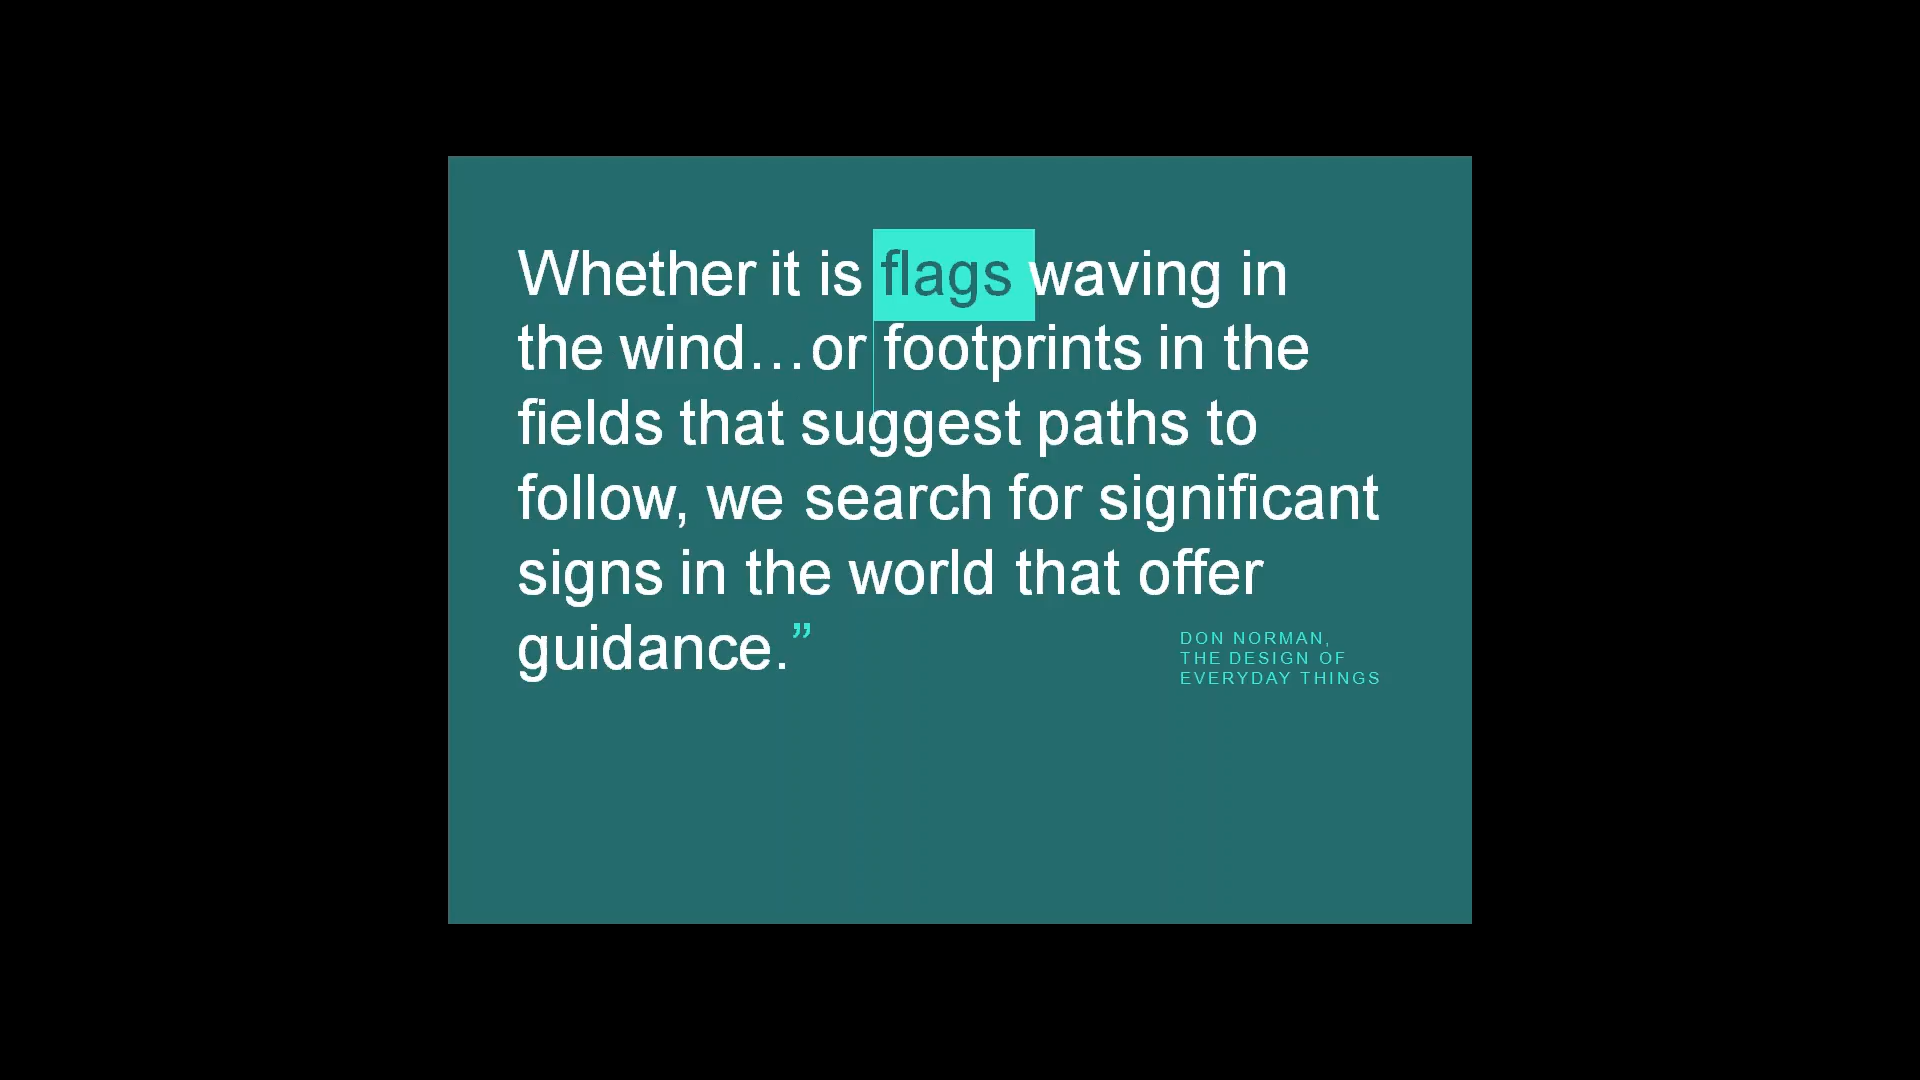 Whether it is flags waving in
the wind…or footprints in the
fields that suggest paths to
follow, we search for significant
signs in the world that offer
guidance.”
DON NORMAN,
THE DESIGN OF
EVERYDAY THINGS